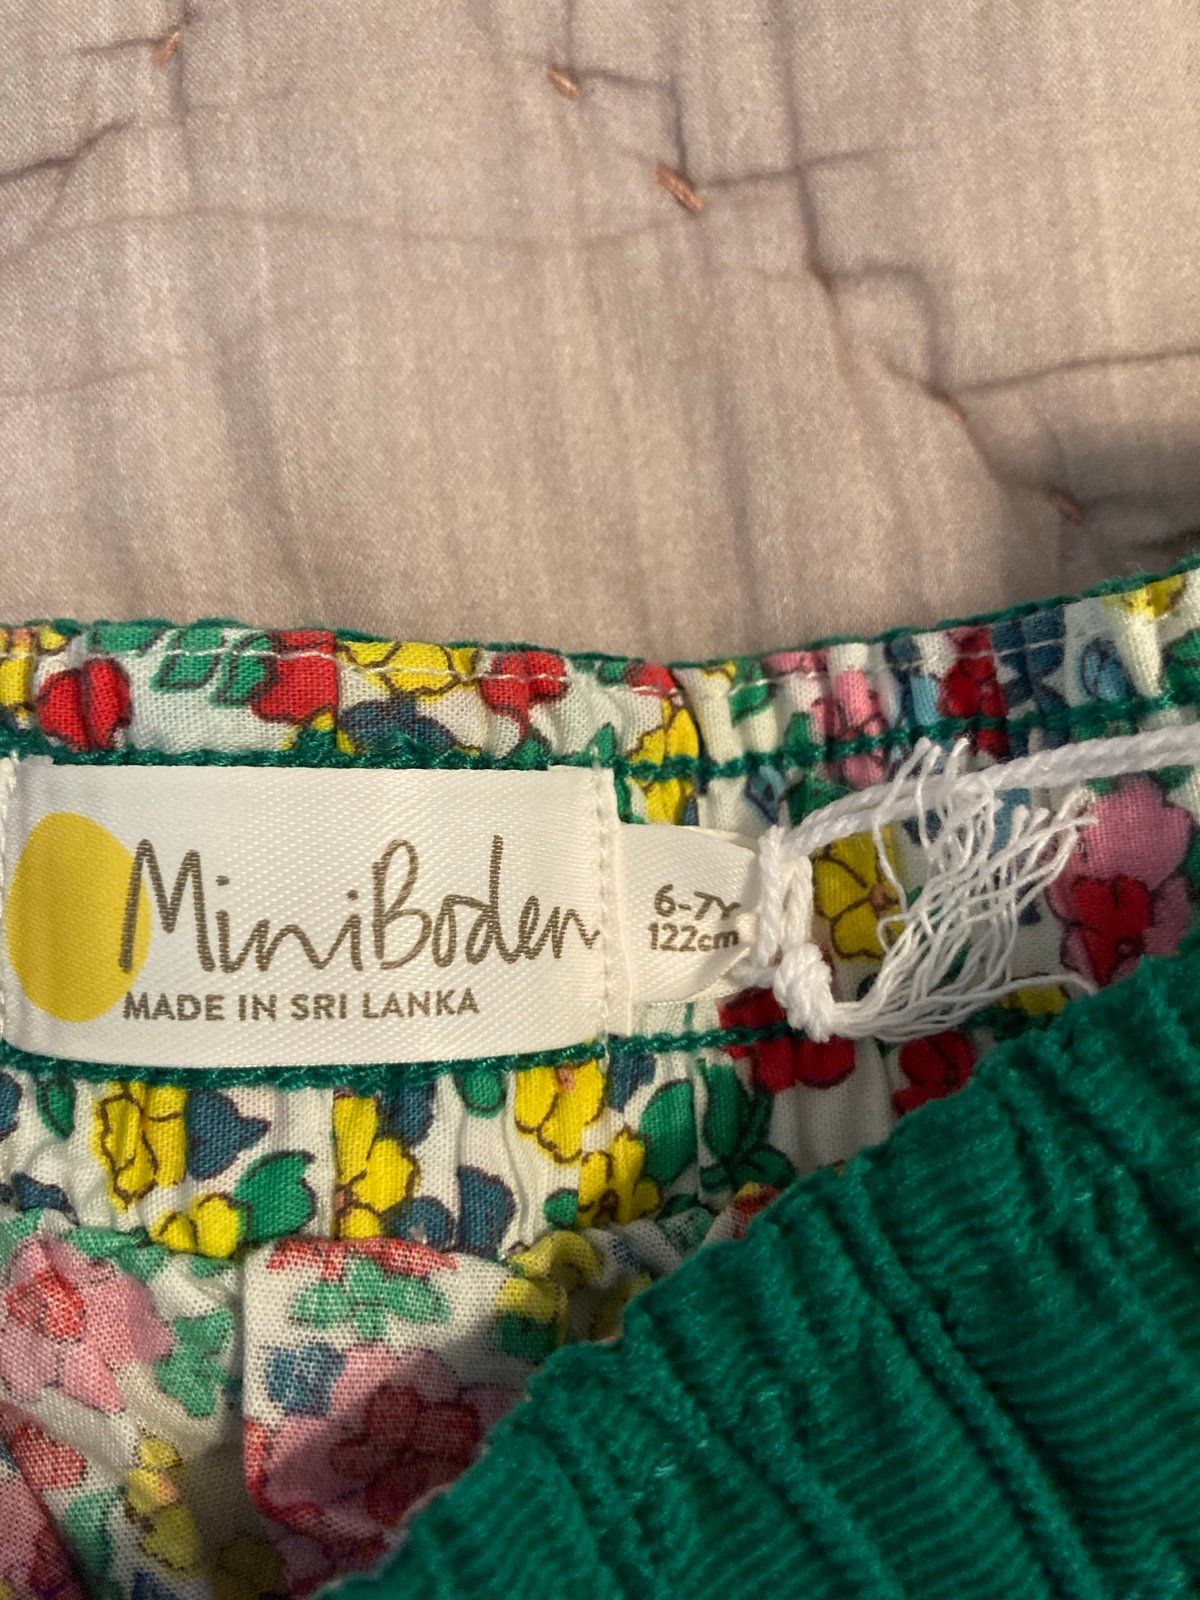 MiniBoden
MADE IN SRI LANKA
6-7Y
122cm